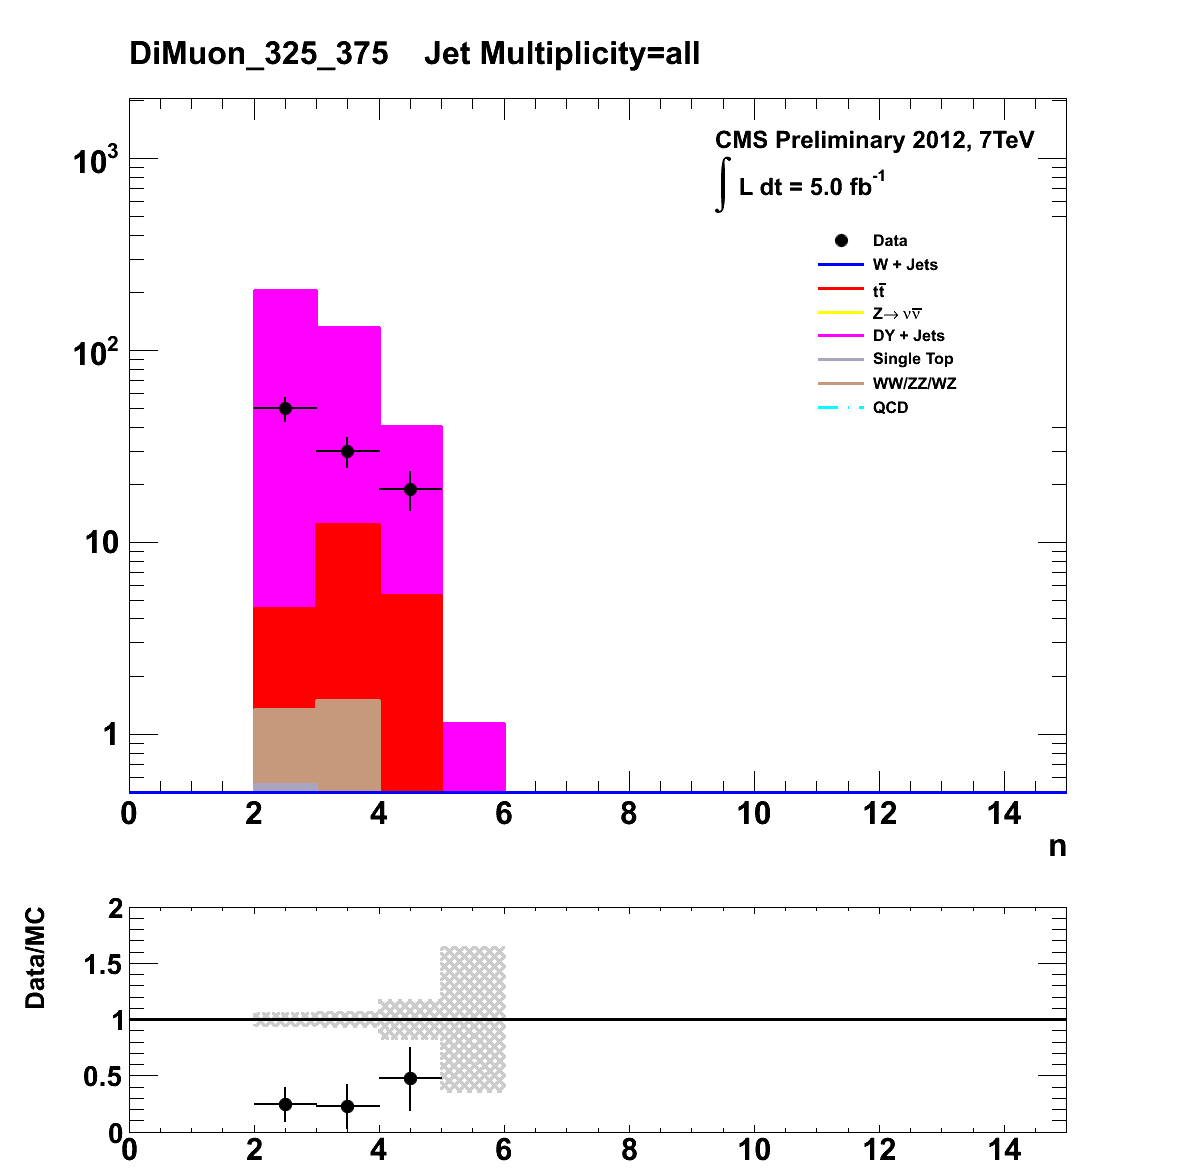 DiMuon_325_375 Jet Multiplicity=all
CMS Preliminary 2012, 7TeV
∫ L dt = 5.0 fb⁻¹
Data
W + Jets
tt̅
Z→ νν̅
DY + Jets
Single Top
WW/ZZ/WZ
QCD
10³
10²
10
1
0 2 4 6 8 10 12 14
n
Data/MC
2
1.5
1
0.5
0
0 2 4 6 8 10 12 14